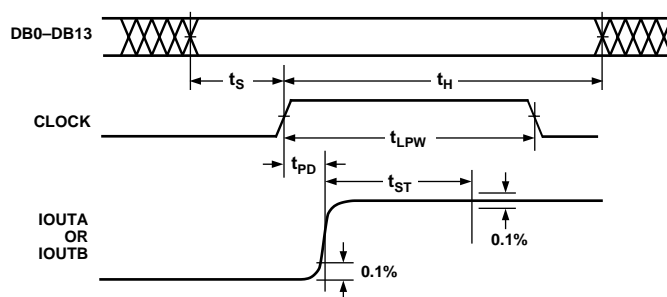 DB0–DB13
tS
tH
CLOCK
tLPW
tPD
tST
IOUTA
OR
IOUTB
0.1%
0.1%